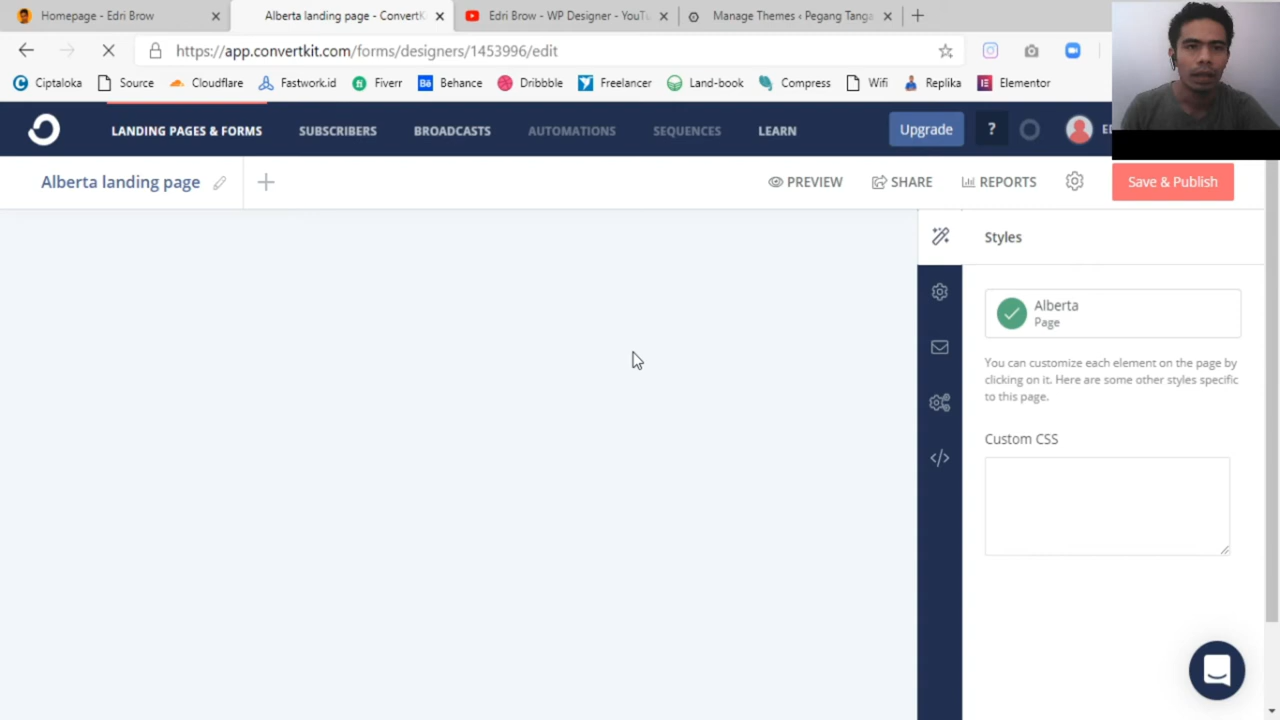 Homepage - Edri Brow
Alberta landing page - ConvertK
Edri Brow - WP Designer - YouTu
Manage Themes ‹ Pegang Tanga
https://app.convertkit.com/forms/designers/1453996/edit
Ciptaloka
Source
Cloudflare
Fastwork.id
Fiverr
Behance
Dribbble
Freelancer
Land-book
Compress
Wifi
Replika
Elementor
LANDING PAGES & FORMS
SUBSCRIBERS
BROADCASTS
AUTOMATIONS
SEQUENCES
LEARN
Upgrade
?
Alberta landing page
PREVIEW
SHARE
REPORTS
Save & Publish
Styles
Alberta
Page
You can customize each element on the page by
clicking on it. Here are some other styles specific
to this page.
Custom CSS